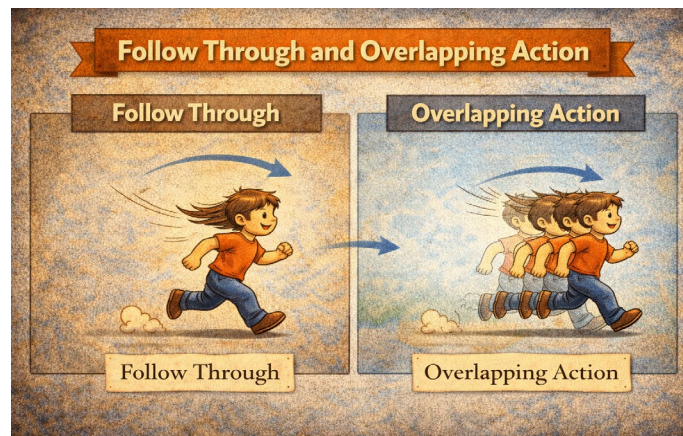 Follow Through and Overlapping Action
Follow Through
Overlapping Action
Follow Through
Overlapping Action